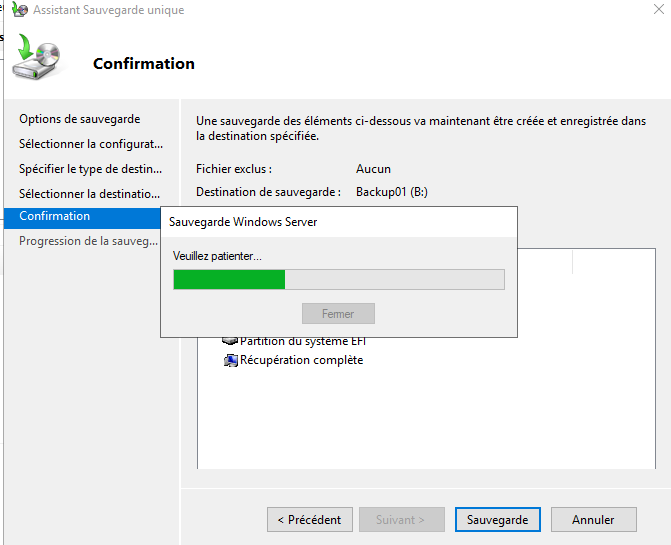 Assistant Sauvegarde unique
Confirmation
Options de sauvegarde
Sélectionner la configurat...
Spécifier le type de destin...
Sélectionner la destinatio...
Confirmation
Progression de la sauveg...
Une sauvegarde des éléments ci-dessous va maintenant être créée et enregistrée dans
la destination spécifiée.
Fichier exclus :
Aucun
Destination de sauvegarde :
Backup01 (B:)
Sauvegarde Windows Server
Veuillez patienter...
Fermer
Partition du système EFI
Récupération complète
< Précédent
Suivant >
Sauvegarde
Annuler